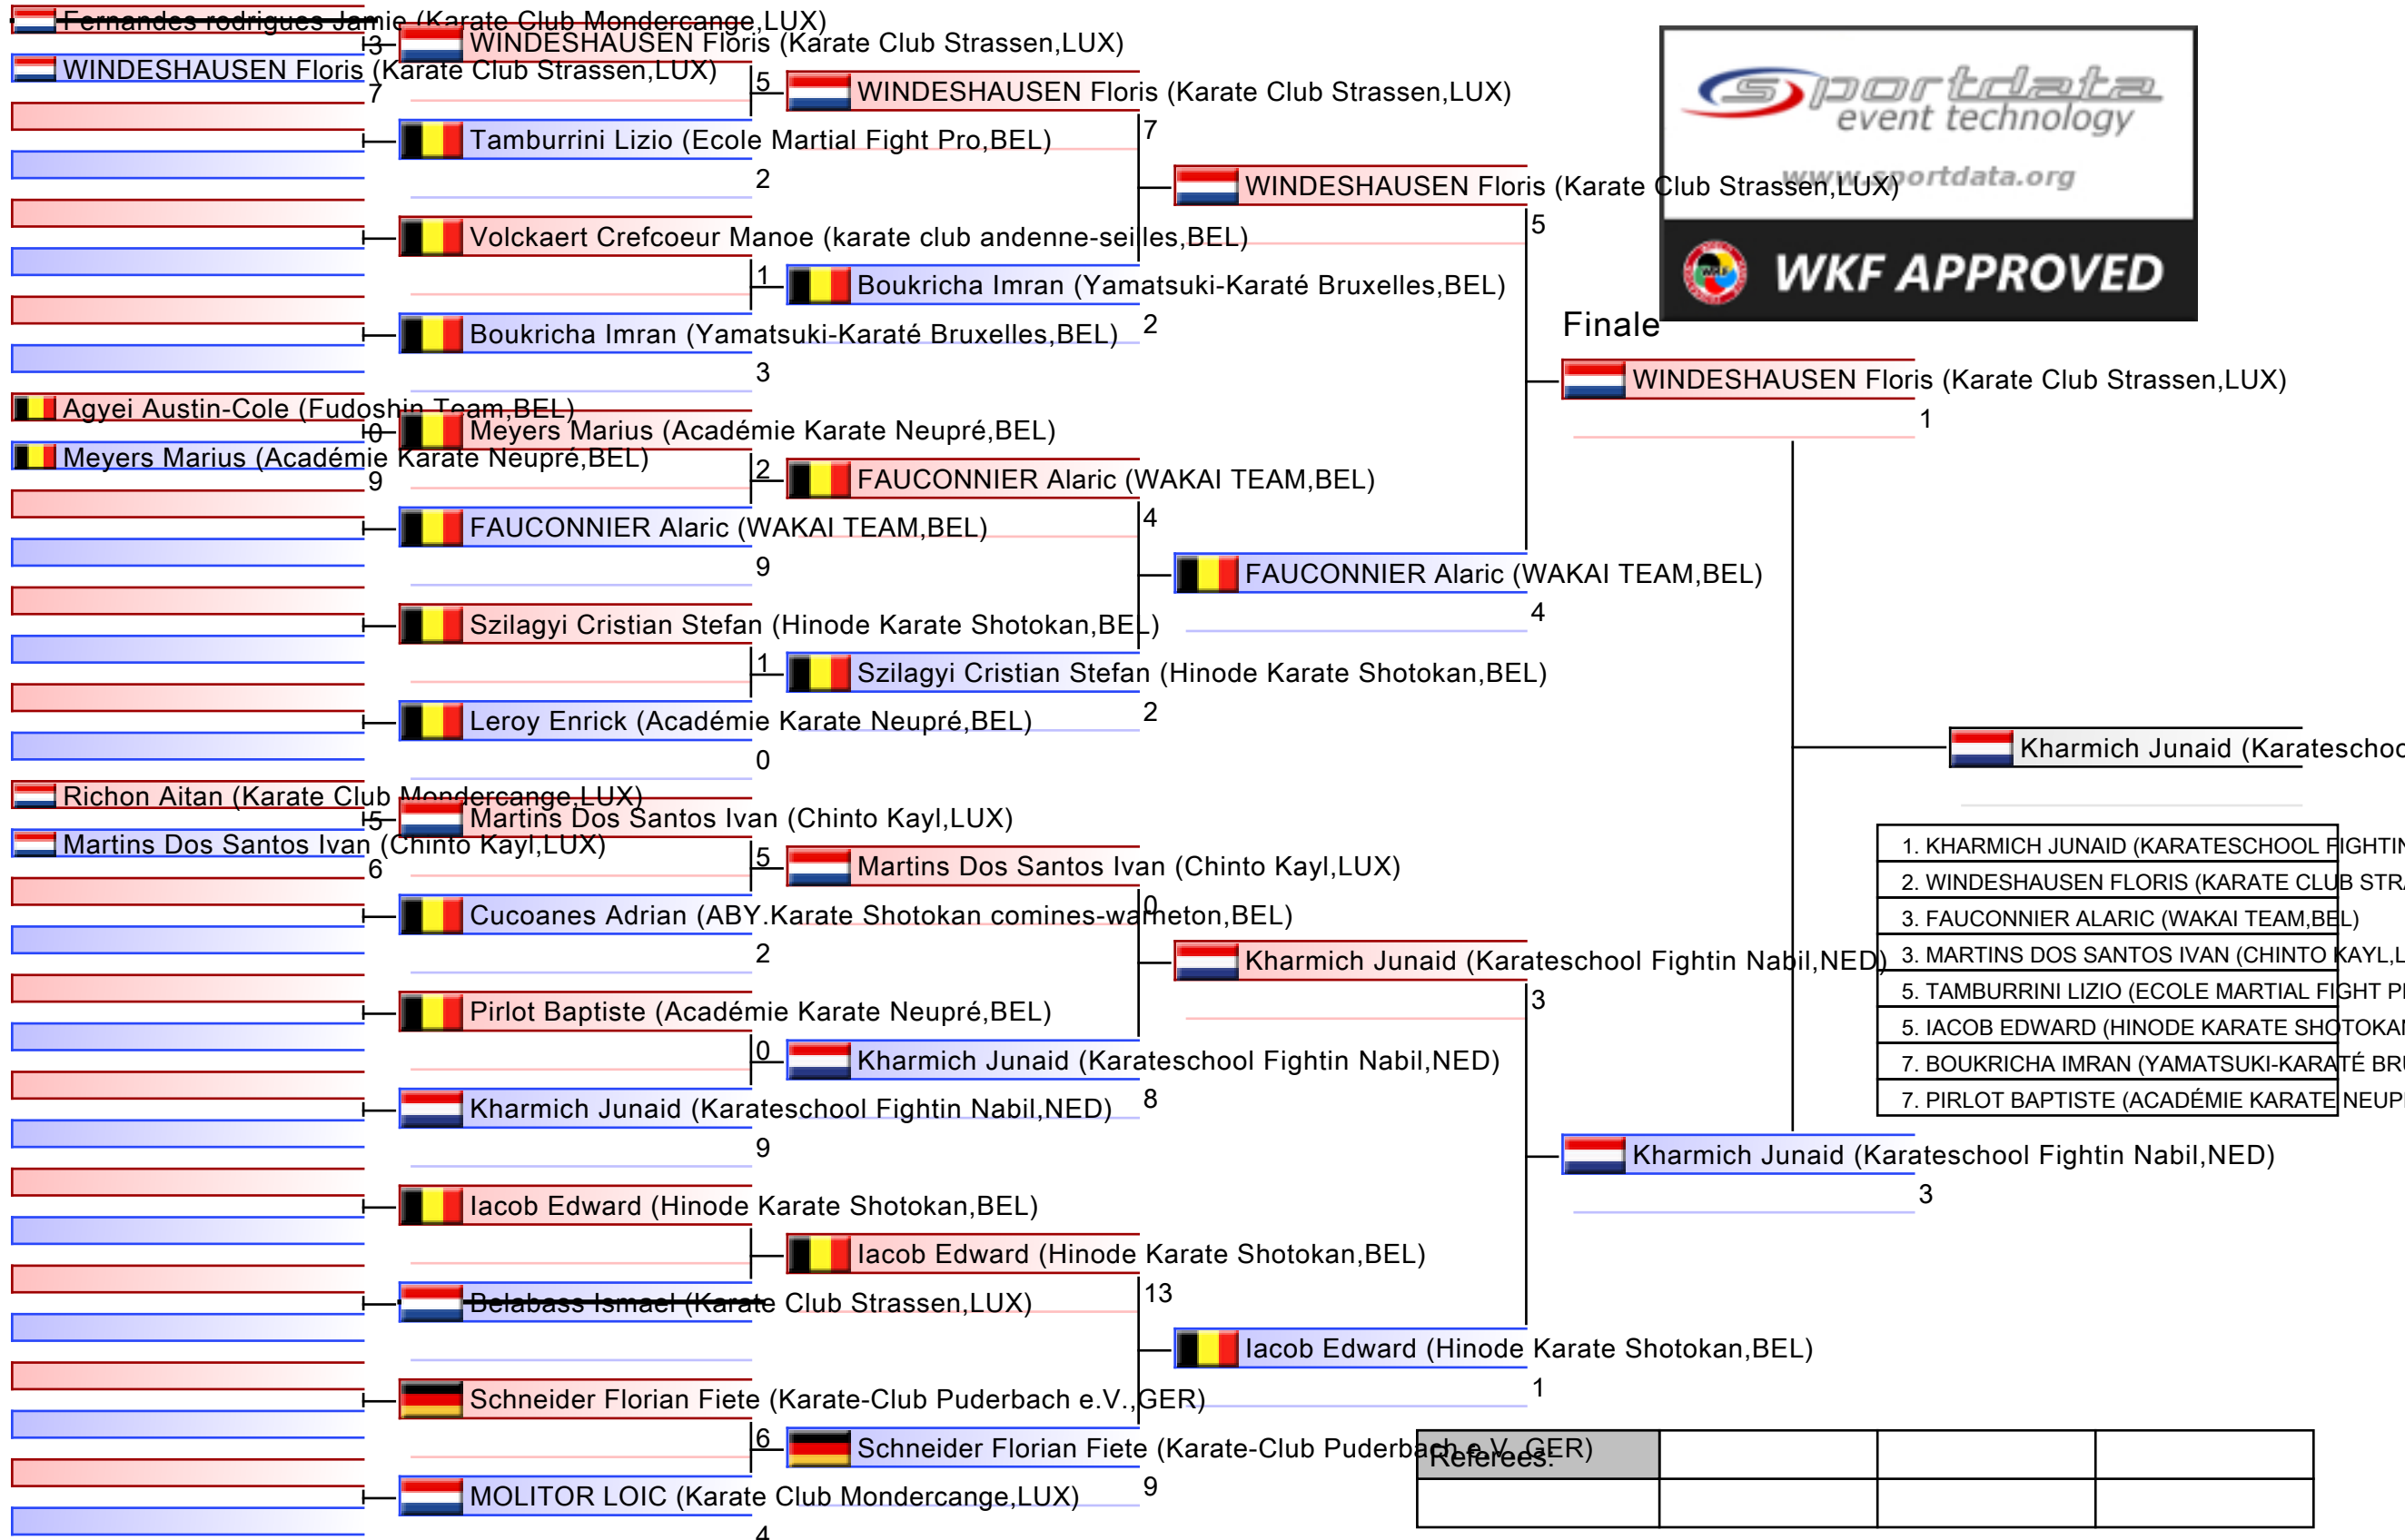 Fernandes rodrigues Jamie (Karate Club Mondercange,LUX)
3
WINDESHAUSEN Floris (Karate Club Strassen,LUX)
7
Agyei Austin-Cole (Fudoshin Team,BEL)
0
Meyers Marius (Académie Karate Neupré,BEL)
9
Richon Aitan (Karate Club Mondercange,LUX)
5
Martins Dos Santos Ivan (Chinto Kayl,LUX)
6
WINDESHAUSEN Floris (Karate Club Strassen,LUX)
5
Tamburrini Lizio (Ecole Martial Fight Pro,BEL)
2
Volckaert Crefcoeur Manoe (karate club andenne-seilles,BEL)
1
Boukricha Imran (Yamatsuki-Karaté Bruxelles,BEL)
3
Meyers Marius (Académie Karate Neupré,BEL)
2
FAUCONNIER Alaric (WAKAI TEAM,BEL)
9
Szilagyi Cristian Stefan (Hinode Karate Shotokan,BEL)
1
Leroy Enrick (Académie Karate Neupré,BEL)
0
Martins Dos Santos Ivan (Chinto Kayl,LUX)
5
Cucoanes Adrian (ABY.Karate Shotokan comines-warneton,BEL)
2
Pirlot Baptiste (Académie Karate Neupré,BEL)
0
Kharmich Junaid (Karateschool Fightin Nabil,NED)
9
Iacob Edward (Hinode Karate Shotokan,BEL)
Belabass Ismael (Karate Club Strassen,LUX)
Schneider Florian Fiete (Karate-Club Puderbach e.V.,GER)
6
MOLITOR LOIC (Karate Club Mondercange,LUX)
4
WINDESHAUSEN Floris (Karate Club Strassen,LUX)
7
Boukricha Imran (Yamatsuki-Karaté Bruxelles,BEL)
2
FAUCONNIER Alaric (WAKAI TEAM,BEL)
4
Szilagyi Cristian Stefan (Hinode Karate Shotokan,BEL)
2
Martins Dos Santos Ivan (Chinto Kayl,LUX)
0
Kharmich Junaid (Karateschool Fightin Nabil,NED)
8
Iacob Edward (Hinode Karate Shotokan,BEL)
13
Schneider Florian Fiete (Karate-Club Puderbach e.V.,GER)
9
WINDESHAUSEN Floris (Karate Club Strassen,LUX)
5
FAUCONNIER Alaric (WAKAI TEAM,BEL)
4
Kharmich Junaid (Karateschool Fightin Nabil,NED)
3
Iacob Edward (Hinode Karate Shotokan,BEL)
1
sportdata
event technology
www.sportdata.org
WKF APPROVED
Finale
WINDESHAUSEN Floris (Karate Club Strassen,LUX)
1
Kharmich Junaid (Karateschool Fightin Nabil,NED)
3
Kharmich Junaid (Karateschoo
1. KHARMICH JUNAID (KARATESCHOOL FIGHTIN
2. WINDESHAUSEN FLORIS (KARATE CLUB STRA
3. FAUCONNIER ALARIC (WAKAI TEAM,BEL)
3. MARTINS DOS SANTOS IVAN (CHINTO KAYL,L
5. TAMBURRINI LIZIO (ECOLE MARTIAL FIGHT P
5. IACOB EDWARD (HINODE KARATE SHOTOKAN
7. BOUKRICHA IMRAN (YAMATSUKI-KARATÉ BRU
7. PIRLOT BAPTISTE (ACADÉMIE KARATE NEUP
Referees: